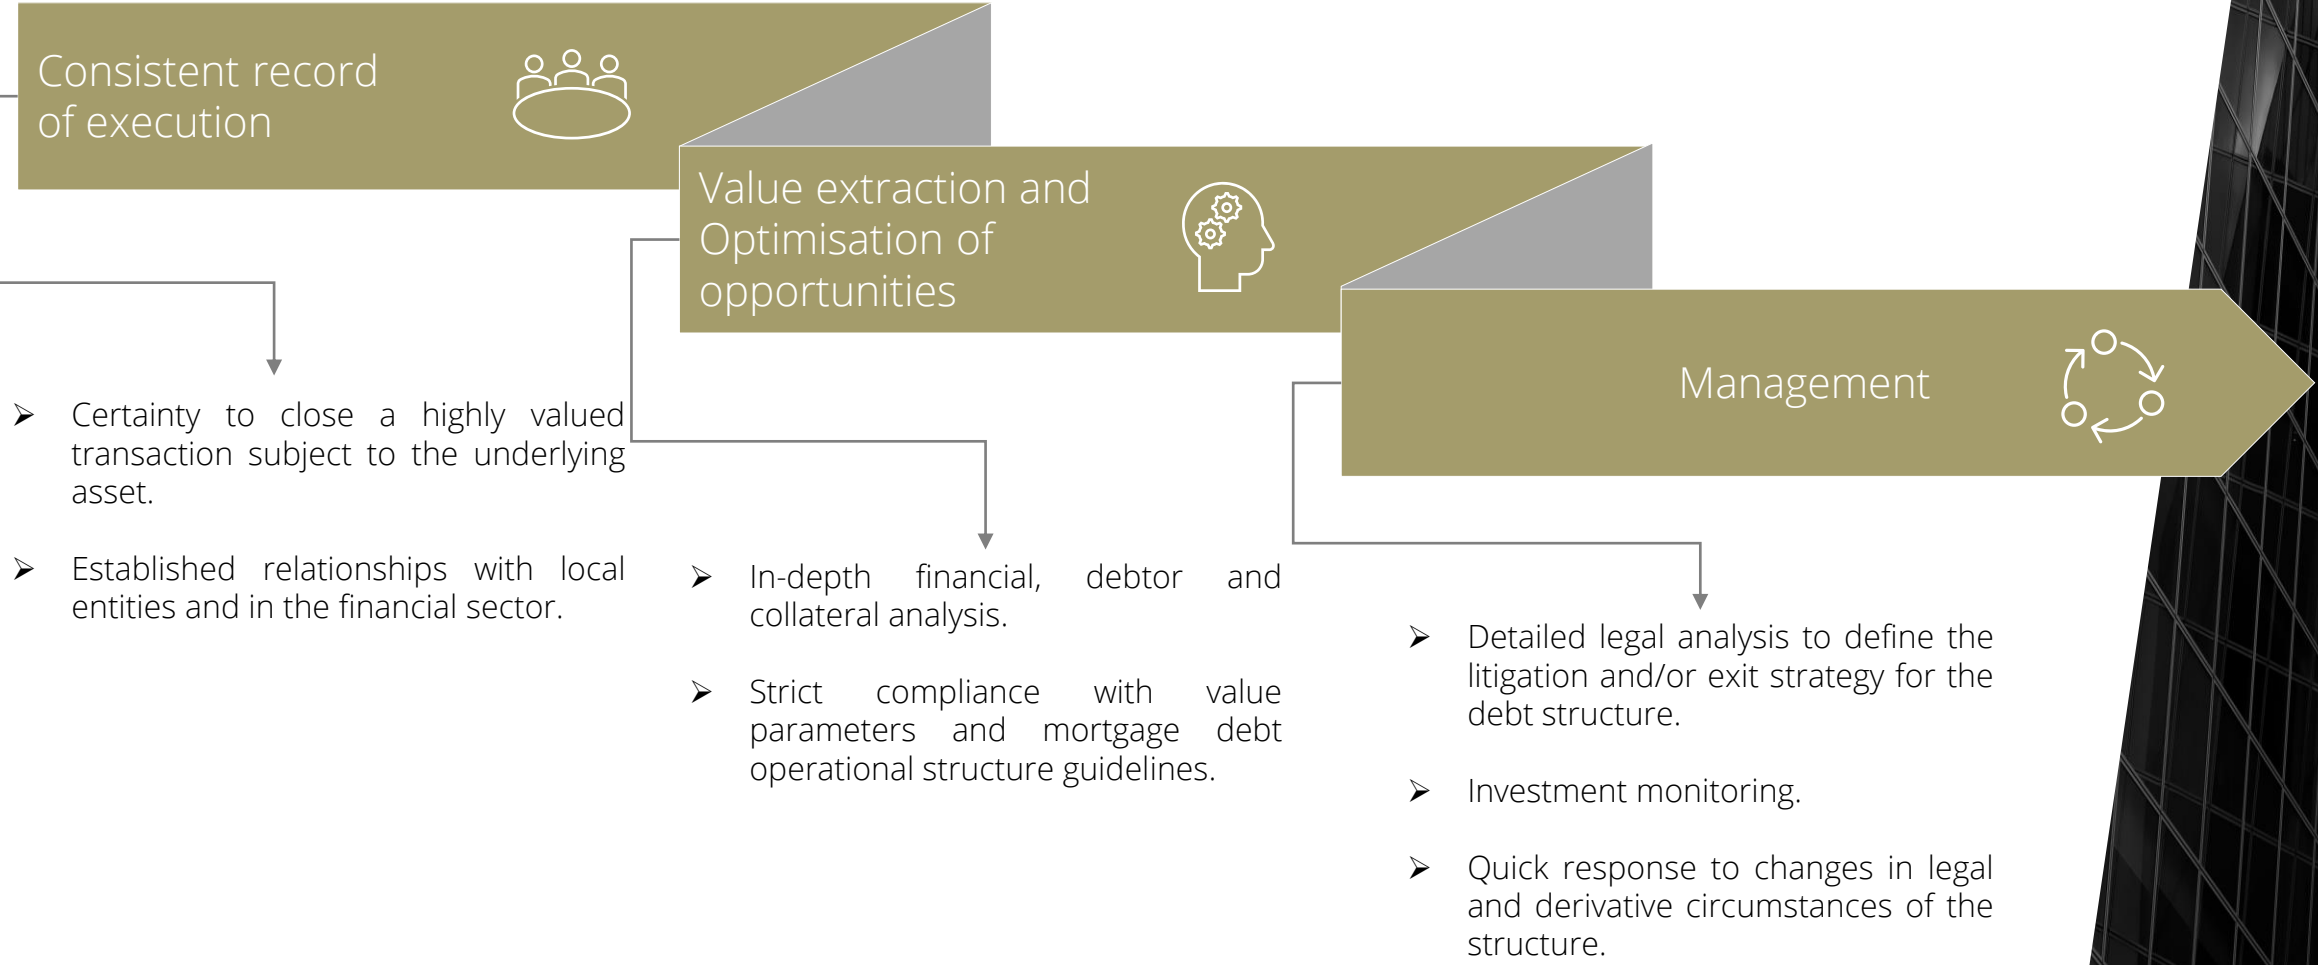 Consistent record
of execution
Value extraction and
Optimisation of
opportunities
Management
➢ Certainty to close a highly valued
transaction subject to the underlying
asset.
➢ Established relationships with local
entities and in the financial sector.
➢ In-depth financial, debtor and
collateral analysis.
➢ Strict compliance with value
parameters and mortgage debt
operational structure guidelines.
➢ Detailed legal analysis to define the
litigation and/or exit strategy for the
debt structure.
➢ Investment monitoring.
➢ Quick response to changes in legal
and derivative circumstances of the
structure.